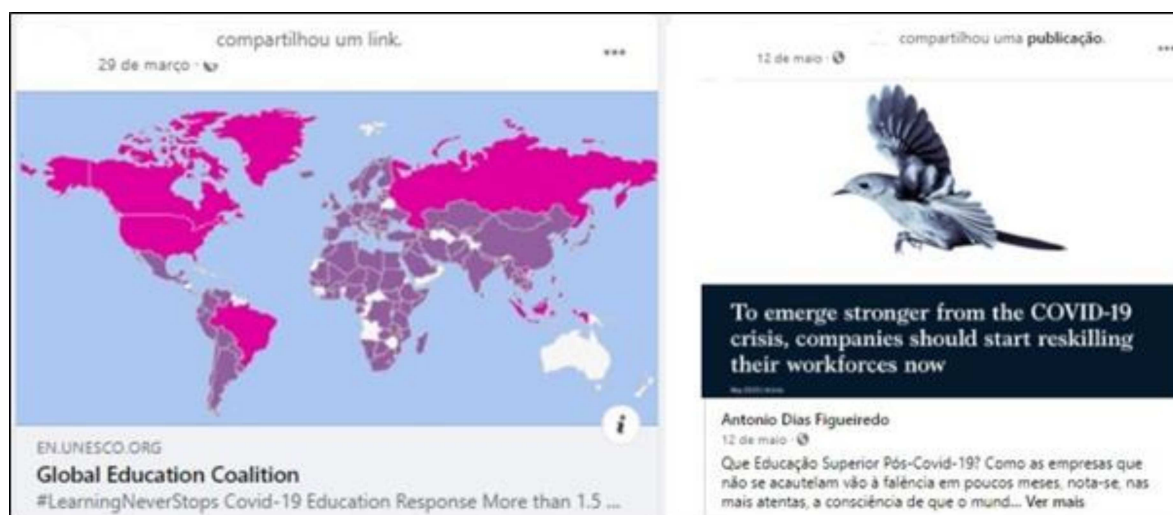 compartilhou um link.
29 de março ·
EN.UNESCO.ORG
Global Education Coalition
#LearningNeverStops Covid-19 Education Response More than 1.5 ...
compartilhou uma publicação.
12 de maio ·
To emerge stronger from the COVID-19
crisis, companies should start reskilling
their workforces now
Antonio Dias Figueiredo
12 de maio ·
Que Educação Superior Pós-Covid-19? Como as empresas que
não se acautelam vão à falência em poucos meses, nota-se, nas
mais atentas, a consciência de que o mund... Ver mais